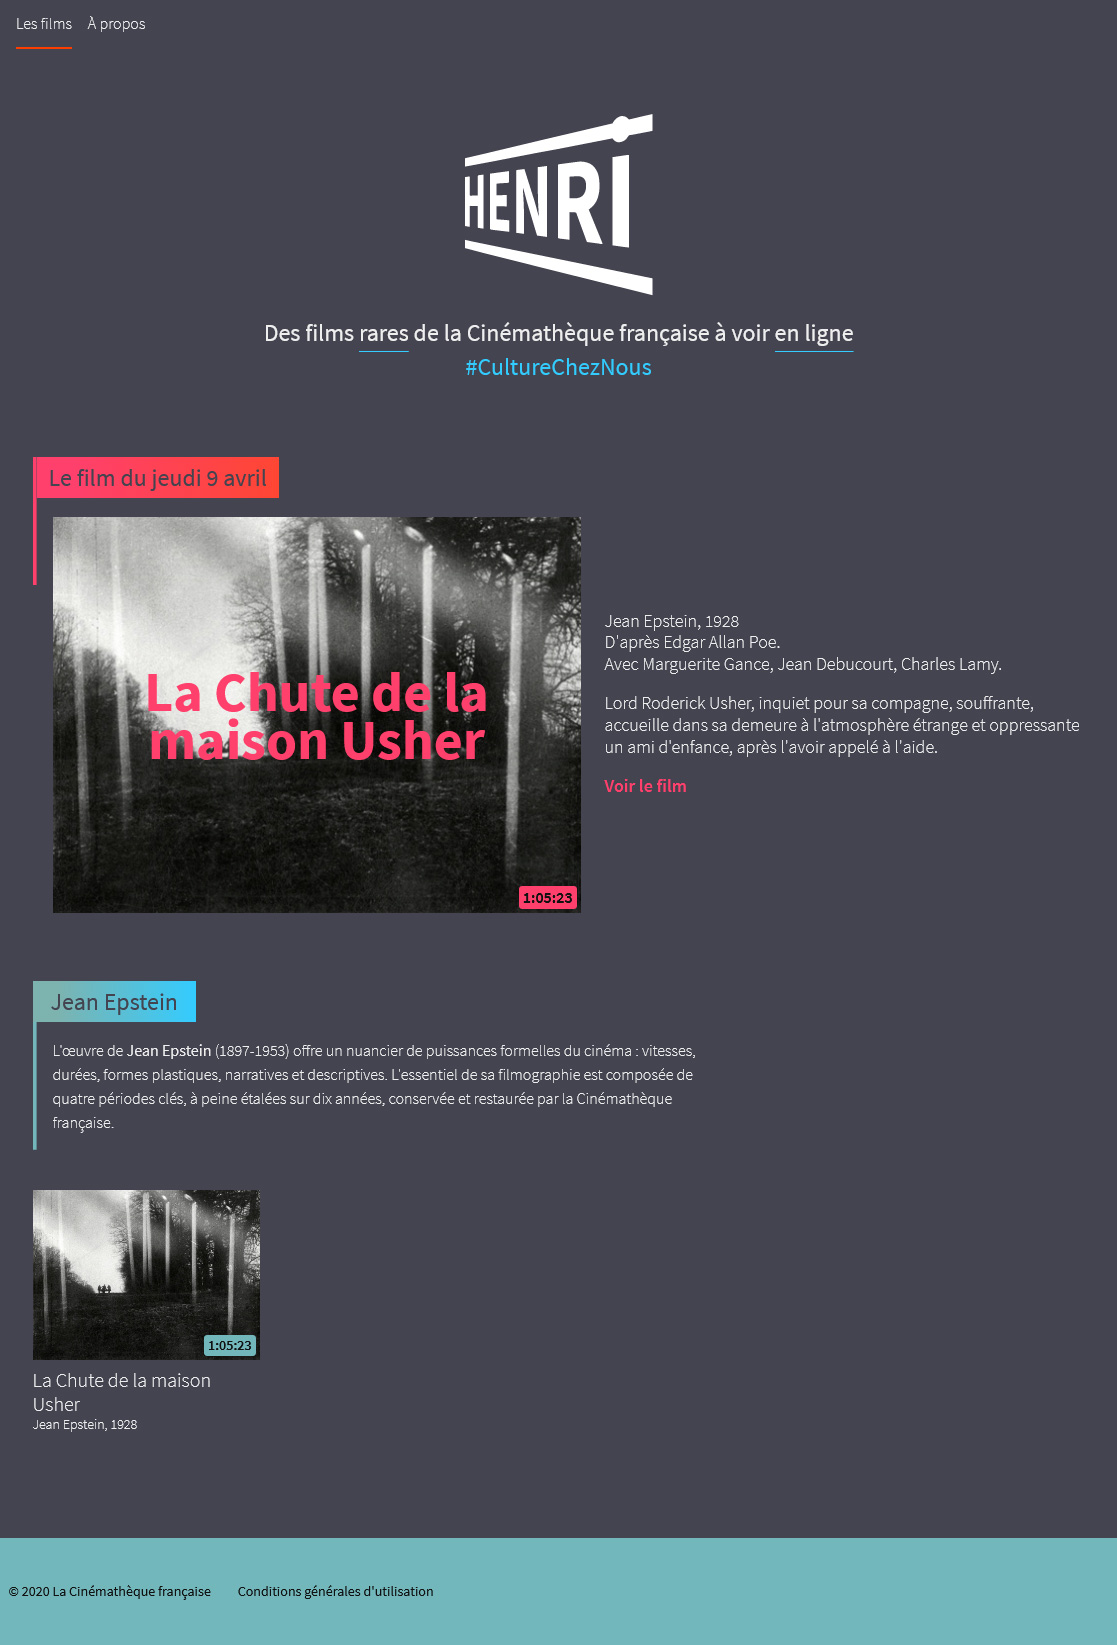 Les films À propos
HENRI
Des films rares de la Cinémathèque française à voir en ligne
#CultureChezNous
Le film du jeudi 9 avril
La Chute de la
maison Usher
1:05:23
Jean Epstein, 1928
D'après Edgar Allan Poe.
Avec Marguerite Gance, Jean Debucourt, Charles Lamy.
Lord Roderick Usher, inquiet pour sa compagne, souffrante,
accueille dans sa demeure à l'atmosphère étrange et oppressante
un ami d'enfance, après l'avoir appelé à l'aide.
Voir le film
Jean Epstein
L'œuvre de Jean Epstein (1897-1953) offre un nuancier de puissances formelles du cinéma : vitesses,
durées, formes plastiques, narratives et descriptives. L'essentiel de sa filmographie est composée de
quatre périodes clés, à peine étalées sur dix années, conservée et restaurée par la Cinémathèque
française.
1:05:23
La Chute de la maison
Usher
Jean Epstein, 1928
© 2020 La Cinémathèque française Conditions générales d'utilisation